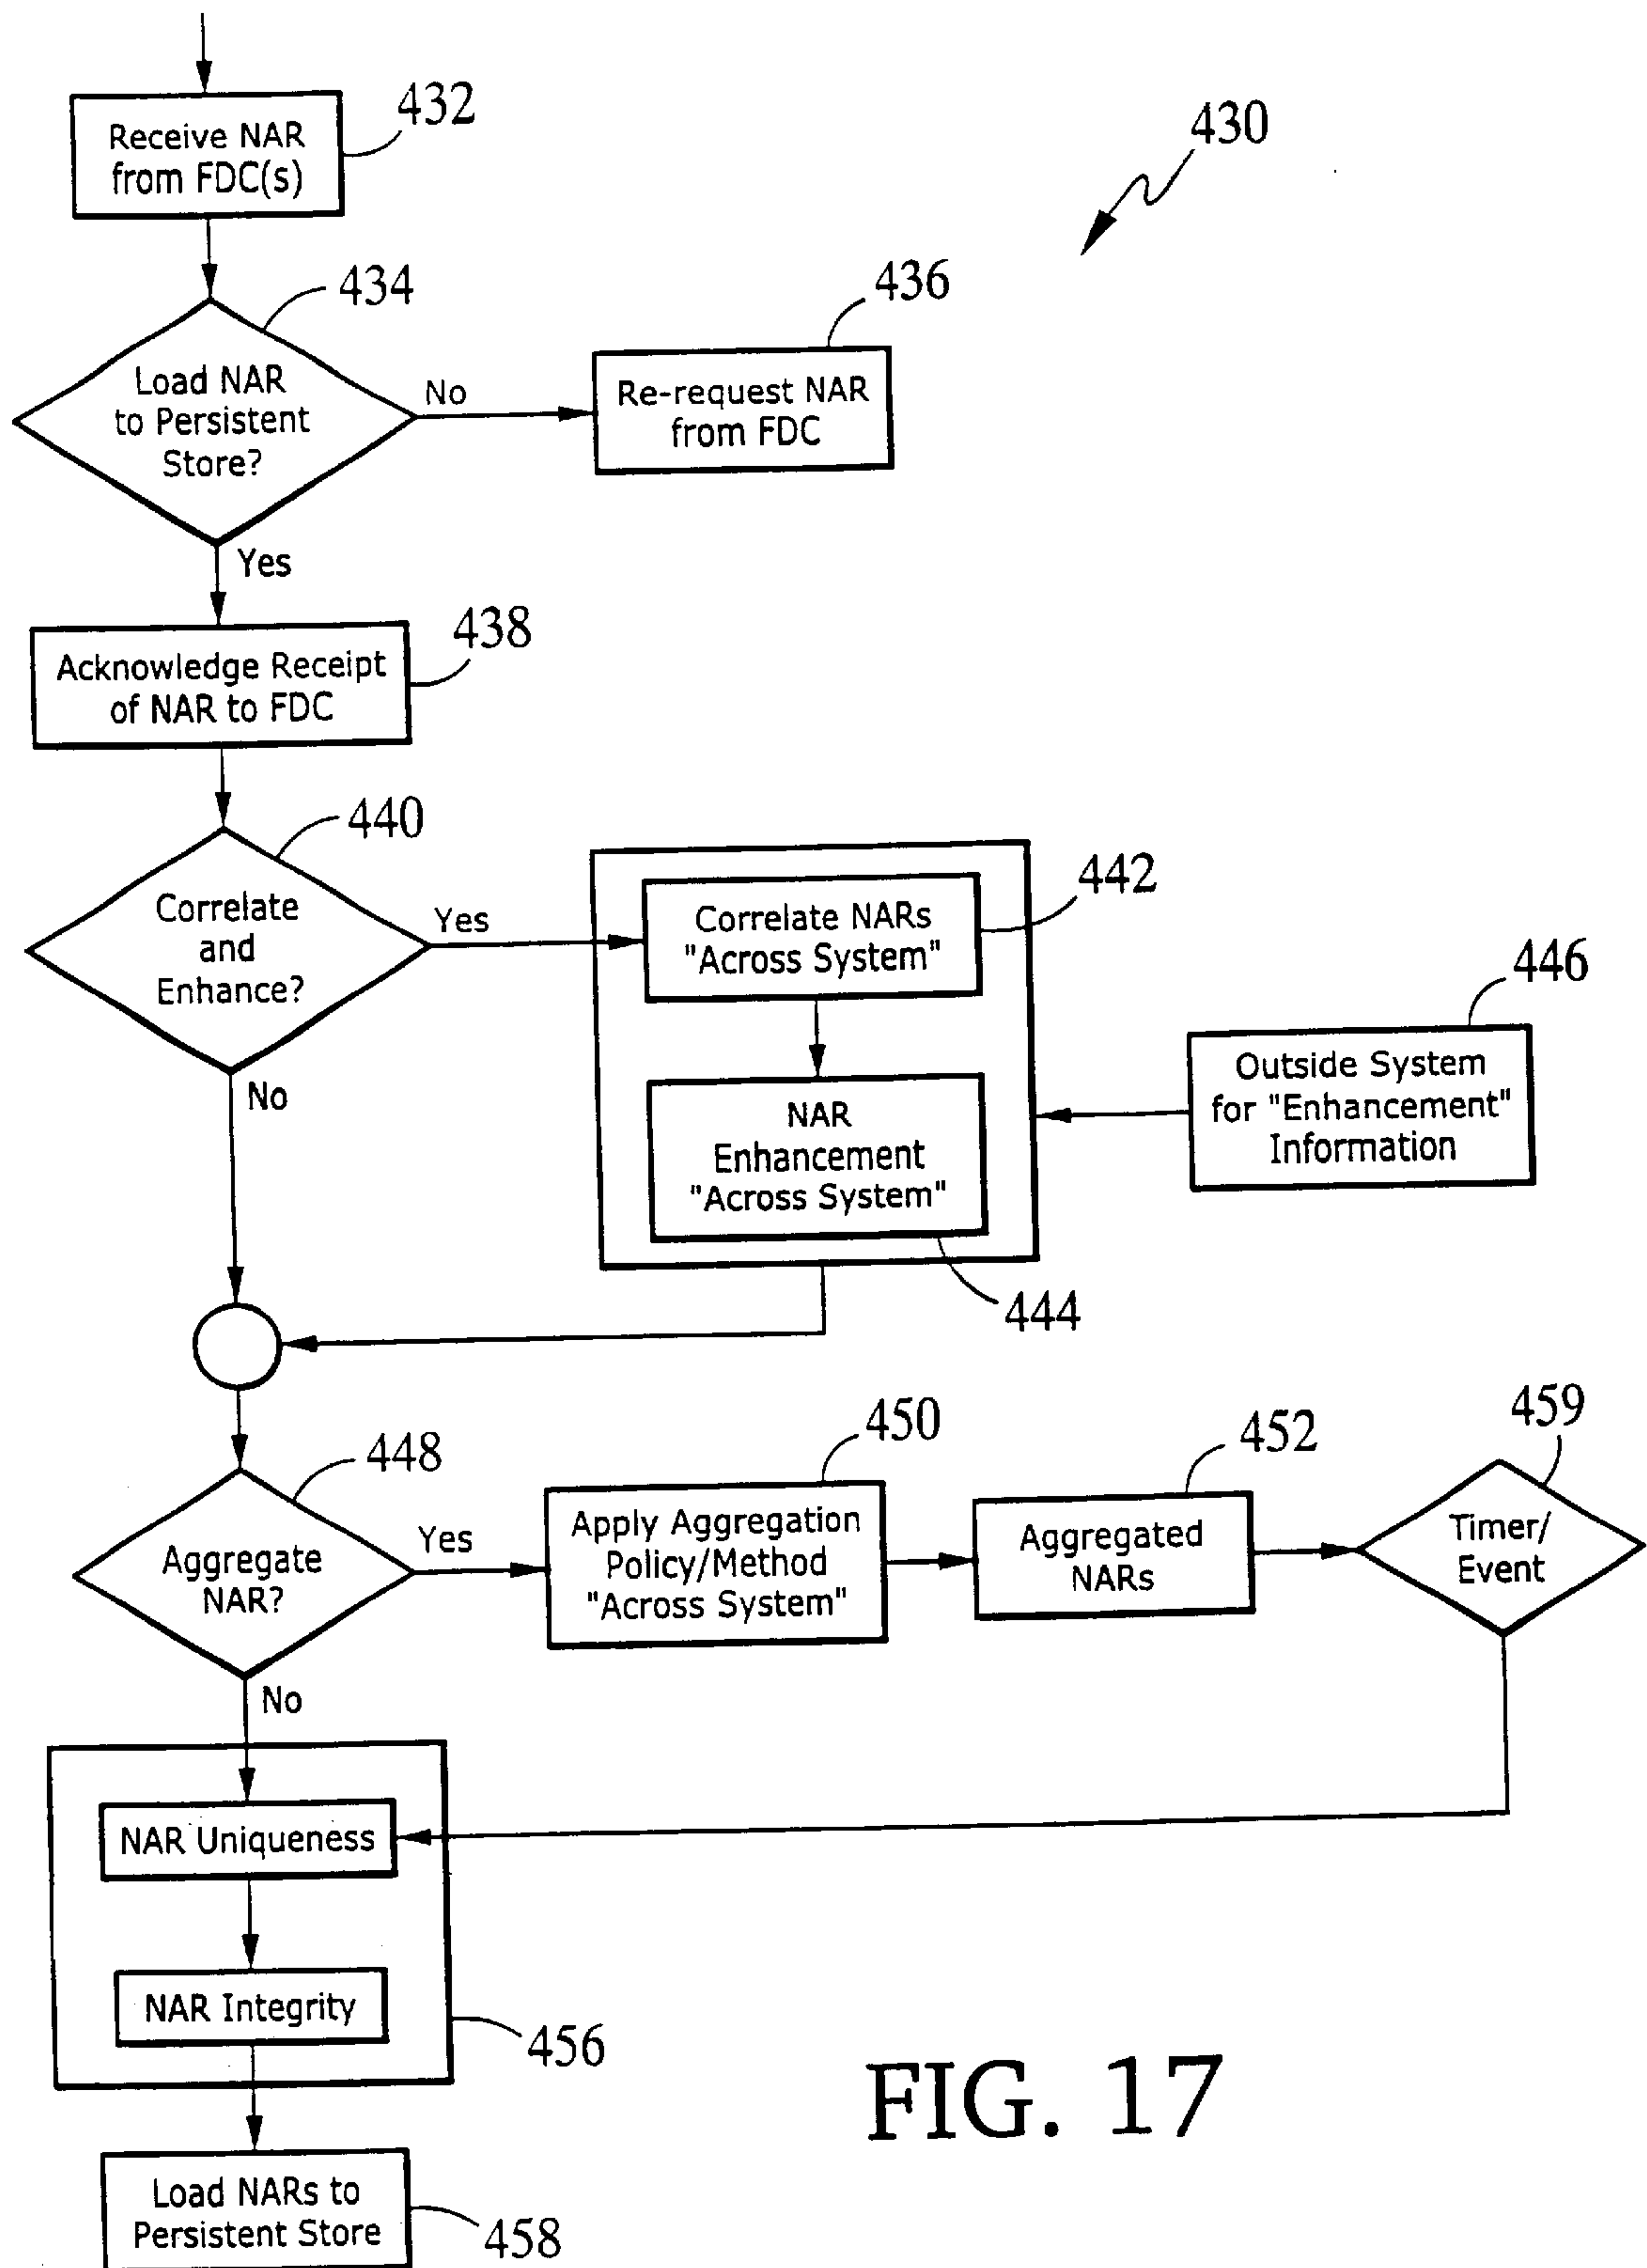 432
Receive NAR
from FDC(s)
430
434
436
Load NAR
to Persistent
Store?
No
Re-request NAR
from FDC
Yes
438
Acknowledge Receipt
of NAR to FDC
440
442
Correlate
and
Enhance?
Yes
Correlate NARs
"Across System"
446
No
NAR
Enhancement
"Across System"
Outside System
for "Enhancement"
Information
444
448
450
452
459
Aggregate
NAR?
Yes
Apply Aggregation
Policy/Method
"Across System"
Aggregated
NARs
Timer/
Event
No
NAR Uniqueness
NAR Integrity
456
FIG. 17
Load NARs to
Persistent Store
458